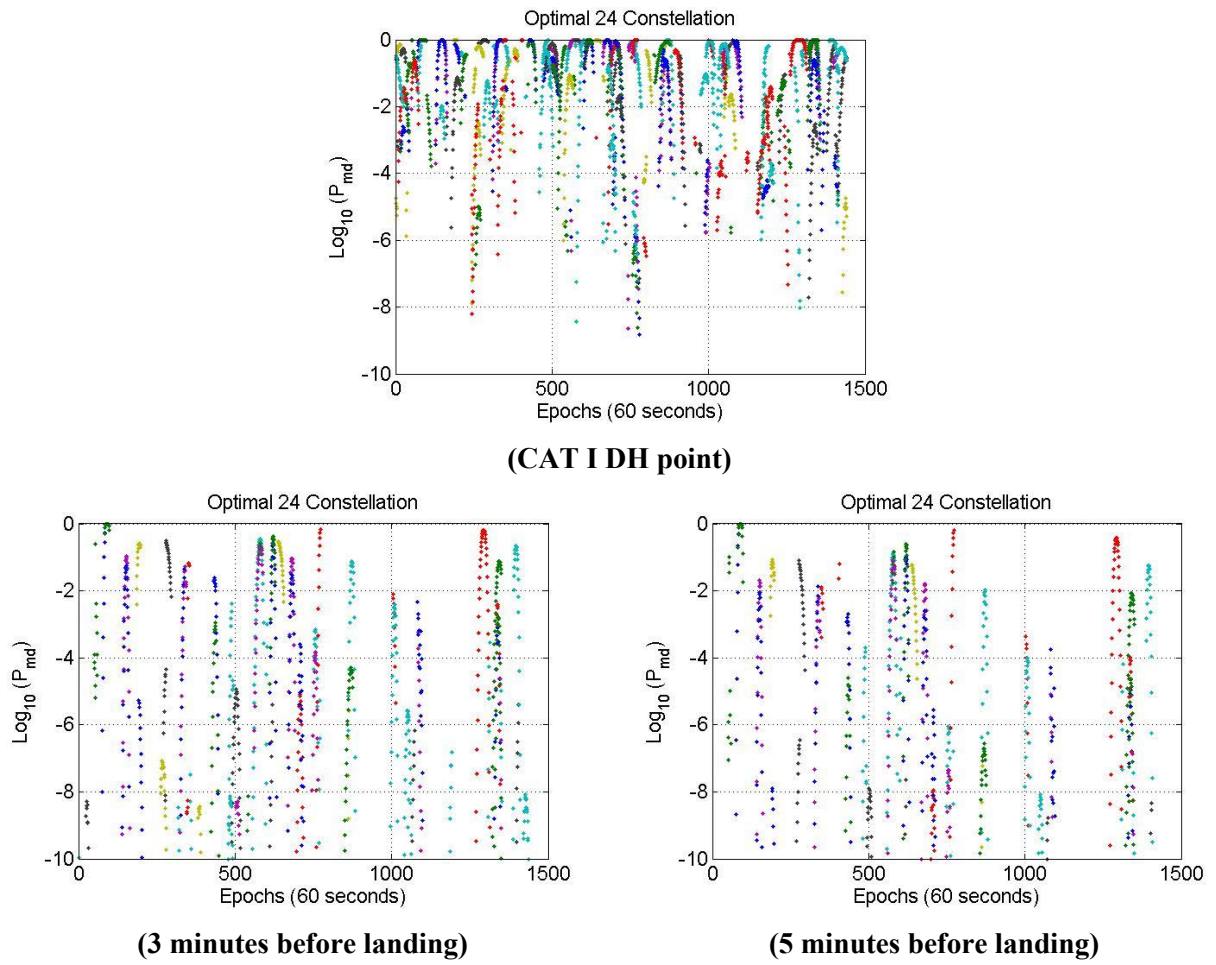 Optimal 24 Constellation
0
-2
-4
-6
-8
-10
Log10 (Pmd)
0 500 1000 1500
Epochs (60 seconds)
(CAT I DH point)
Optimal 24 Constellation
0
-2
-4
-6
-8
-10
Log10 (Pmd)
0 500 1000 1500
Epochs (60 seconds)
(3 minutes before landing)
Optimal 24 Constellation
0
-2
-4
-6
-8
-10
Log10 (Pmd)
0 500 1000 1500
Epochs (60 seconds)
(5 minutes before landing)